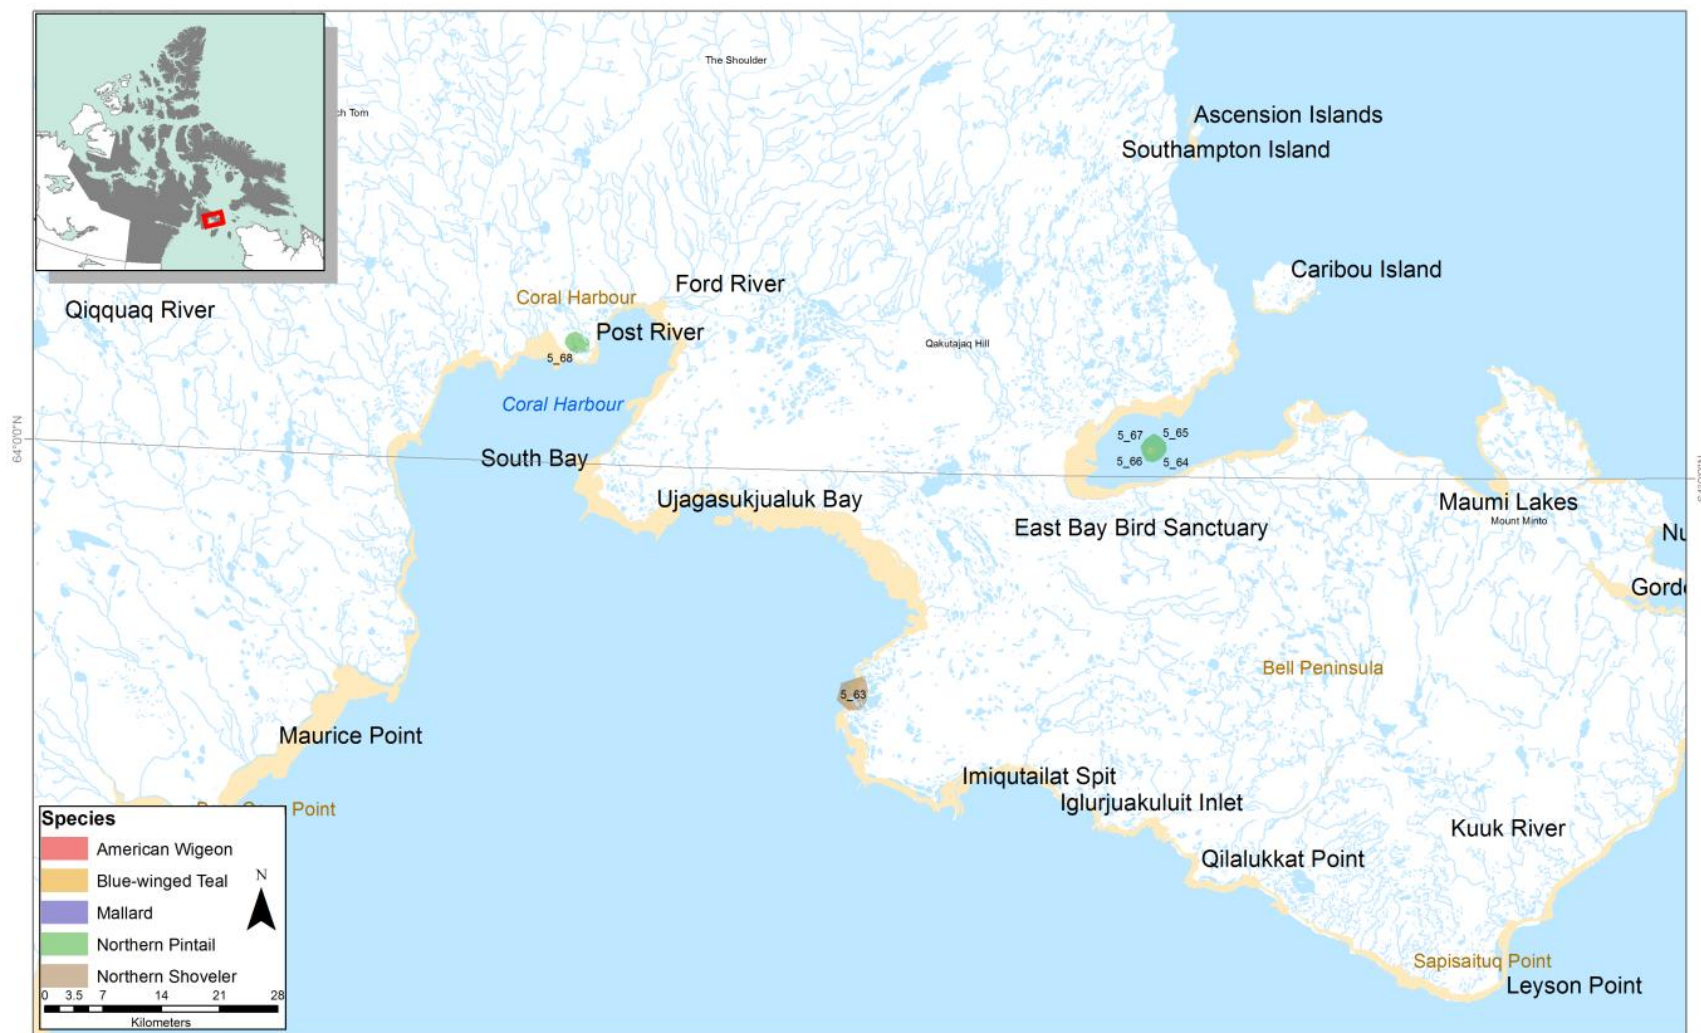 The Shoulder
ch Tom
Ascension Islands
Southampton Island
Caribou Island
Ford River
Coral Harbour
Qiqquaq River
Post River
Qakutajaq Hill
5_68
Coral Harbour
64°0'0"N
5_67
5_65
5_66
5_64
South Bay
Ujagasukjualuk Bay
Maumi Lakes
Mount Minto
East Bay Bird Sanctuary
Nu
Gord
Bell Peninsula
5_63
Maurice Point
Imiqutailat Spit
Iglurjuakuluit Inlet
Point
Kuuk River
Qilalukkat Point
Sapisaituq Point
Leyson Point
Species
American Wigeon
Blue-winged Teal
N
Mallard
Northern Pintail
Northern Shoveler
0 3.5 7 14 21 28
Kilometers